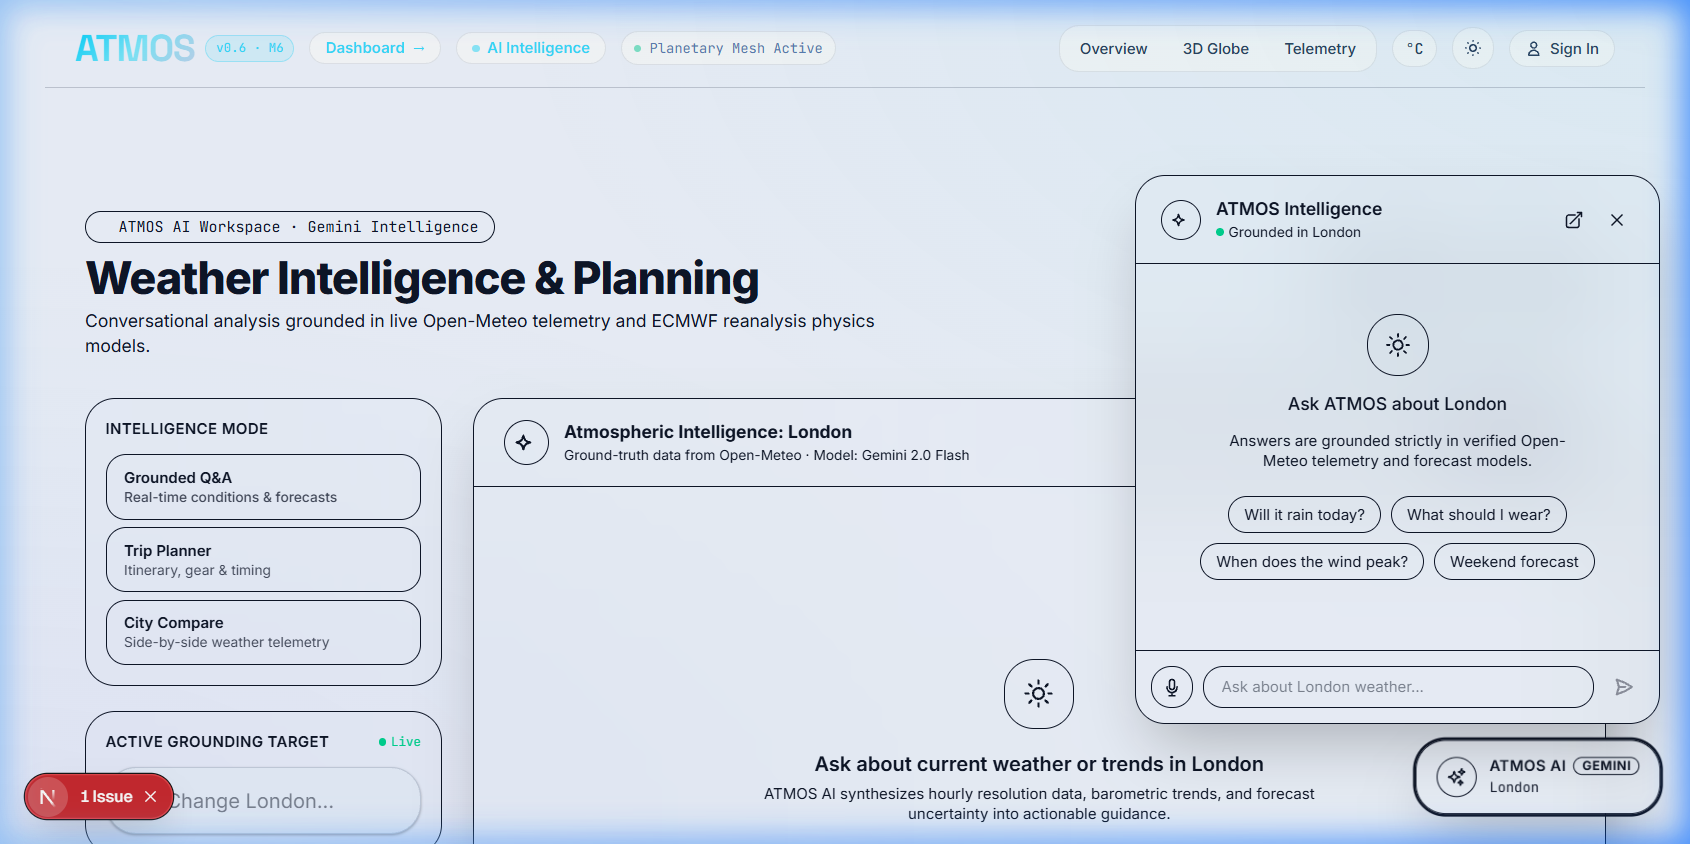 ATMOS
v0.6 · M6
Dashboard →
AI Intelligence
Planetary Mesh Active
Overview
3D Globe
Telemetry
°C
Sign In
ATMOS AI Workspace · Gemini Intelligence
Weather Intelligence & Planning
Conversational analysis grounded in live Open-Meteo telemetry and ECMWF reanalysis physics
models.
INTELLIGENCE MODE
Grounded Q&A
Real-time conditions & forecasts
Trip Planner
Itinerary, gear & timing
City Compare
Side-by-side weather telemetry
ACTIVE GROUNDING TARGET
Live
Change London...
N
1 Issue
Atmospheric Intelligence: London
Ground-truth data from Open-Meteo · Model: Gemini 2.0 Flash
Ask about current weather or trends in London
ATMOS AI synthesizes hourly resolution data, barometric trends, and forecast
uncertainty into actionable guidance.
ATMOS Intelligence
Grounded in London
Ask ATMOS about London
Answers are grounded strictly in verified Open-
Meteo telemetry and forecast models.
Will it rain today?
What should I wear?
When does the wind peak?
Weekend forecast
Ask about London weather...
ATMOS AI
GEMINI
London